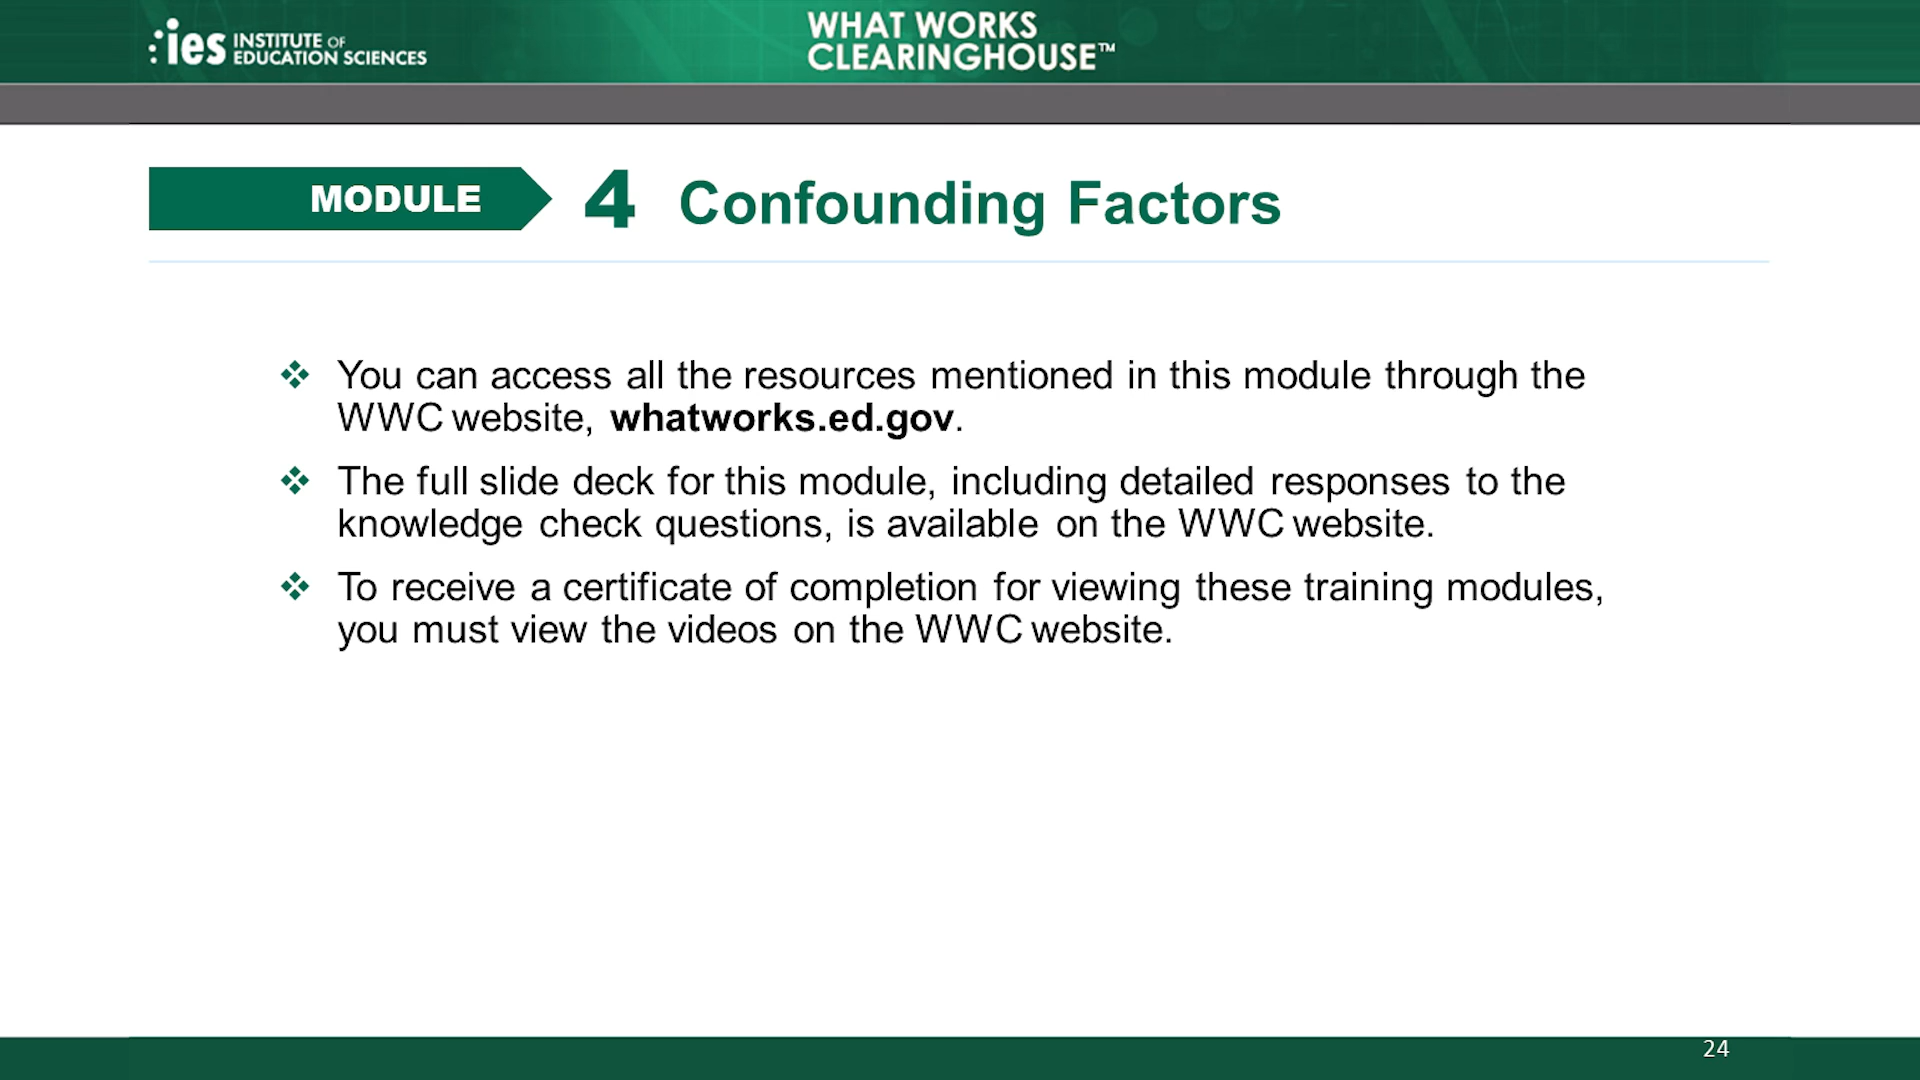 ies INSTITUTE OF
EDUCATION SCIENCES
WHAT WORKS
CLEARINGHOUSE™
MODULE 4 Confounding Factors
❖ You can access all the resources mentioned in this module through the
WWC website, whatworks.ed.gov.
❖ The full slide deck for this module, including detailed responses to the
knowledge check questions, is available on the WWC website.
❖ To receive a certificate of completion for viewing these training modules,
you must view the videos on the WWC website.
24